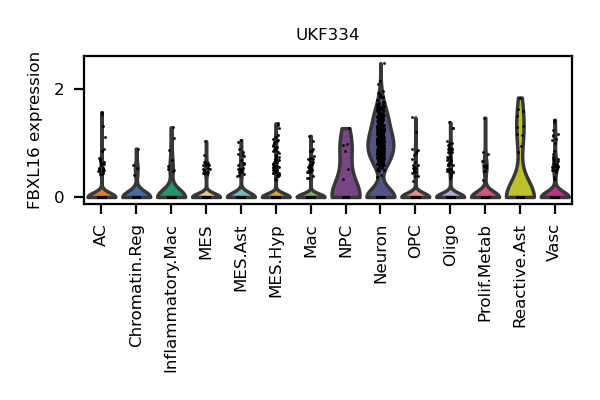 UKF334
FBXL16 expression
2
0
AC
Chromatin.Reg
Inflammatory.Mac
MES
MES.Ast
MES.Hyp
Mac
NPC
Neuron
OPC
Oligo
Prolif.Metab
Reactive.Ast
Vasc